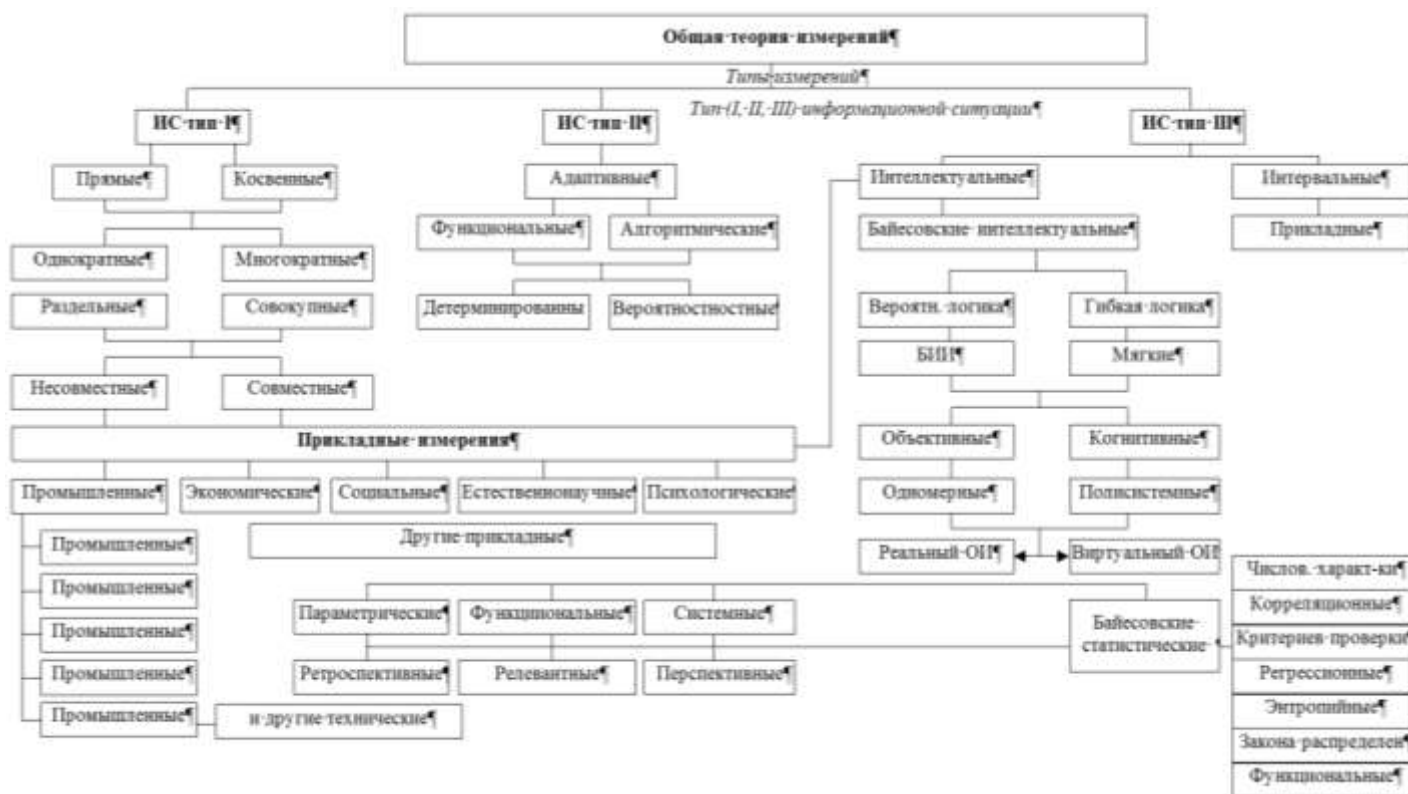 Общая·теория·измерений¶
Типы·измерений¶
Тип·(I,·II,·III)·информационной·ситуации¶
ИС·тип·I¶
ИС·тип·II¶
ИС·тип·III¶
Прямые¶
Косвенные¶
Адаптивные¶
Интеллектуальные¶
Интервальные¶
Функциональные¶
Алгоритмические¶
Байесовские·интеллектуальные¶
Прикладные¶
Однократные¶
Многократные¶
Раздельные¶
Совокупные¶
Детерминированны
Вероятностностные¶
Вероятн.·логика¶
Гибкая·логика¶
БИИ¶
Мягкие¶
Несовместные¶
Совместные¶
Прикладные·измерения¶
Объективные¶
Когнитивные¶
Промышленные¶
Экономические¶
Социальные¶
Естественнонаучные¶
Психологические¶
Одномерные¶
Полисистемные¶
Другие·прикладные¶
Реальный·ОИ¶
Виртуальный·ОИ¶
Промышленные¶
Промышленные¶
Промышленные¶
Промышленные¶
Промышленные¶
и·другие·технические¶
Параметрические¶
Функциональные¶
Системные¶
Ретроспективные¶
Релевантные¶
Перспективные¶
Байесовские·
статистические·¶
Числов.·характ-ки¶
Корреляционные¶
Критериев·проверки¶
Регрессионные¶
Энтропийные¶
Закона·распределен¶
Функциональные¶